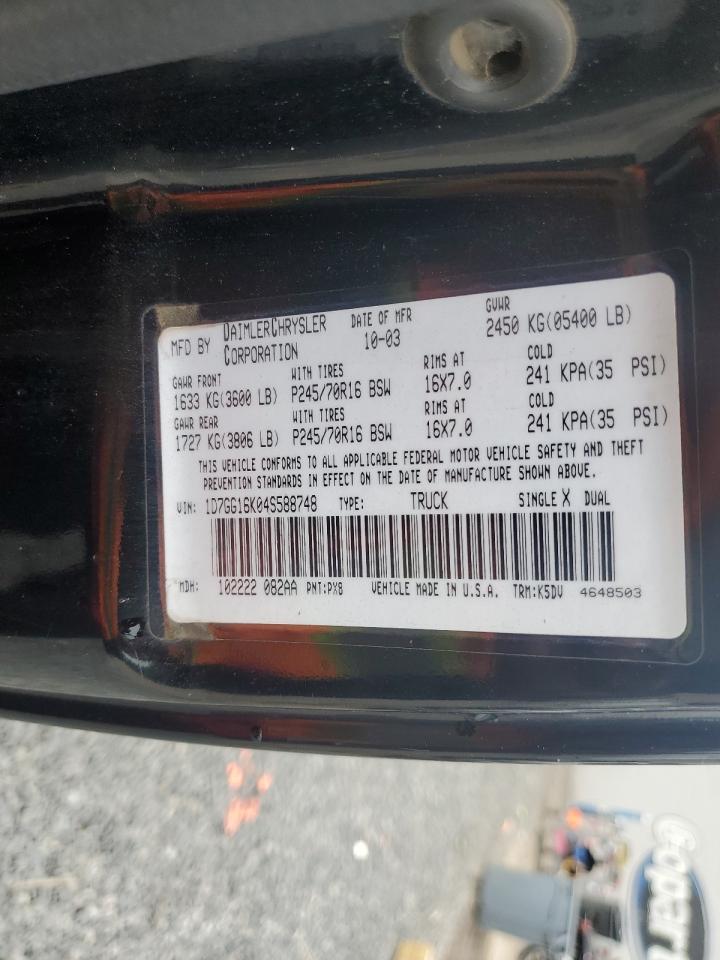 MFD BY DAIMLERCHRYSLER CORPORATION DATE OF MFR 10-03 GVWR 2450 KG(05400 LB)
GAWR FRONT WITH TIRES RIMS AT COLD
1633 KG(3600 LB) P245/70R16 BSW 16X7.0 241 KPA(35 PSI)
GAWR REAR WITH TIRES RIMS AT COLD
1727 KG(3806 LB) P245/70R16 BSW 16X7.0 241 KPA(35 PSI)
THIS VEHICLE CONFORMS TO ALL APPLICABLE FEDERAL MOTOR VEHICLE SAFETY AND THEFT
PREVENTION STANDARDS IN EFFECT ON THE DATE OF MANUFACTURE SHOWN ABOVE.
VIN: 1D7GG16K04S588748 TYPE: TRUCK SINGLE X DUAL
MDH: 102222 082AA PNT:PX8 VEHICLE MADE IN U.S.A. TRM:K5DV 4648503